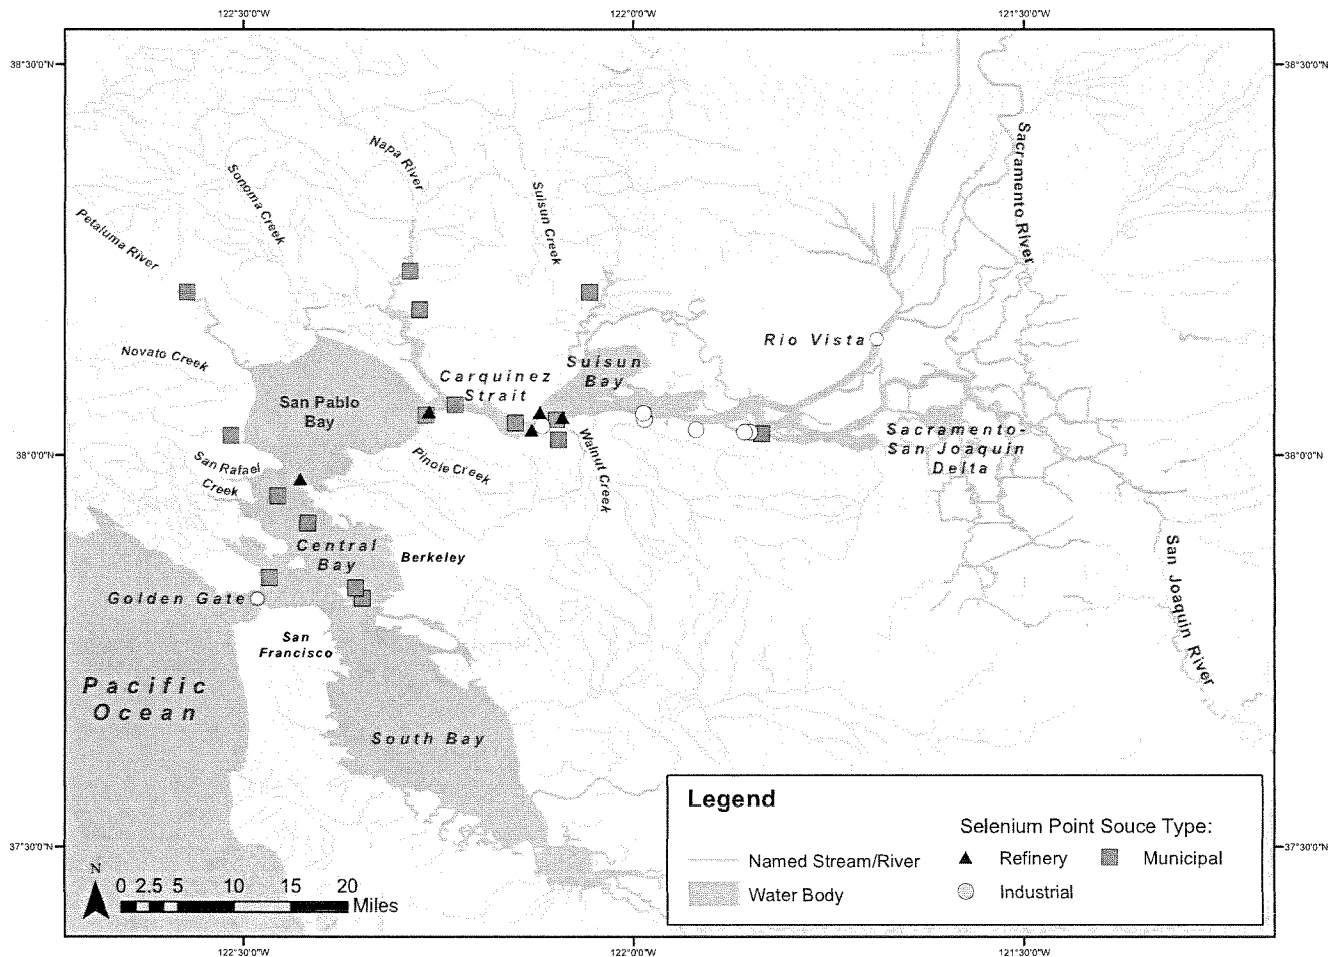 122°30'0"W
122°0'0"W
121°30'0"W
38°30'0"N
38°30'0"N
Napa River
Sonoma Creek
Suisun Creek
Sacramento River
Petaluma River
Rio Vista
Novato Creek
Suisun
Bay
Carquinez
Strait
San Pablo
Bay
Sacramento-
San Joaquin
Delta
38°0'0"N
38°0'0"N
San Rafael
Creek
Pinole Creek
Walnut Creek
Central
Bay
Berkeley
San Joaquin River
Golden Gate
San
Francisco
Pacific
Ocean
South Bay
Legend
Selenium Point Souce Type:
Named Stream/River
Refinery
Municipal
Water Body
Industrial
37°30'0"N
37°30'0"N
N
0 2.5 5 10 15 20
Miles
122°30'0"W
122°0'0"W
121°30'0"W